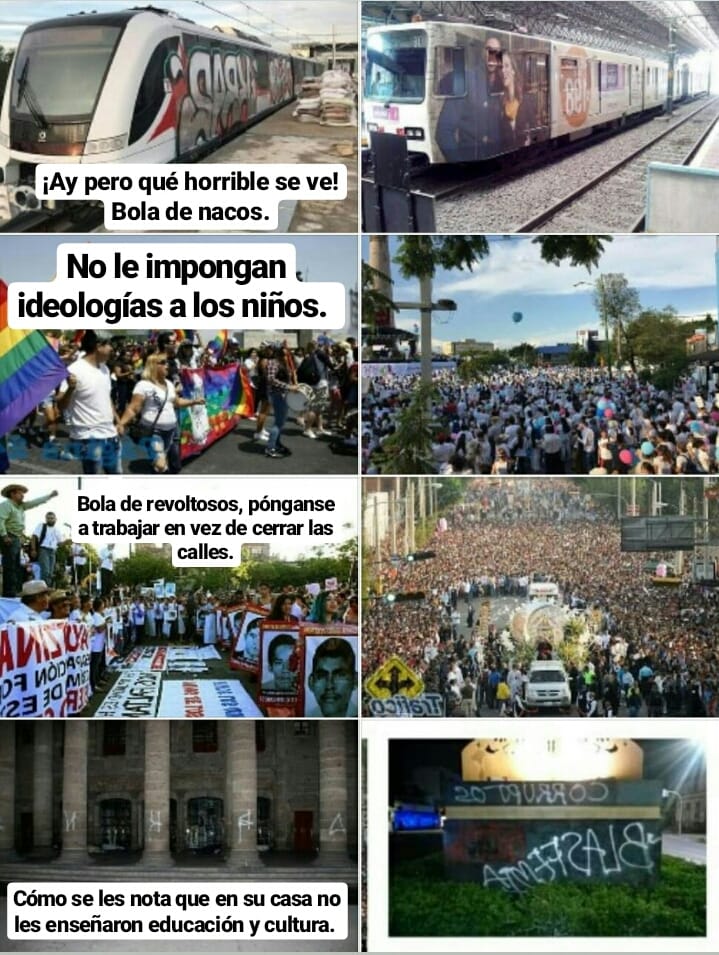 ¡Ay pero qué horrible se ve!
Bola de nacos.
No le impongan
ideologías a los niños.
Bola de revoltosos, pónganse
a trabajar en vez de cerrar las
calles.
Tráfico
Cómo se les nota que en su casa no
les enseñaron educación y cultura.
CORRUPTOS
BLASFEMIA